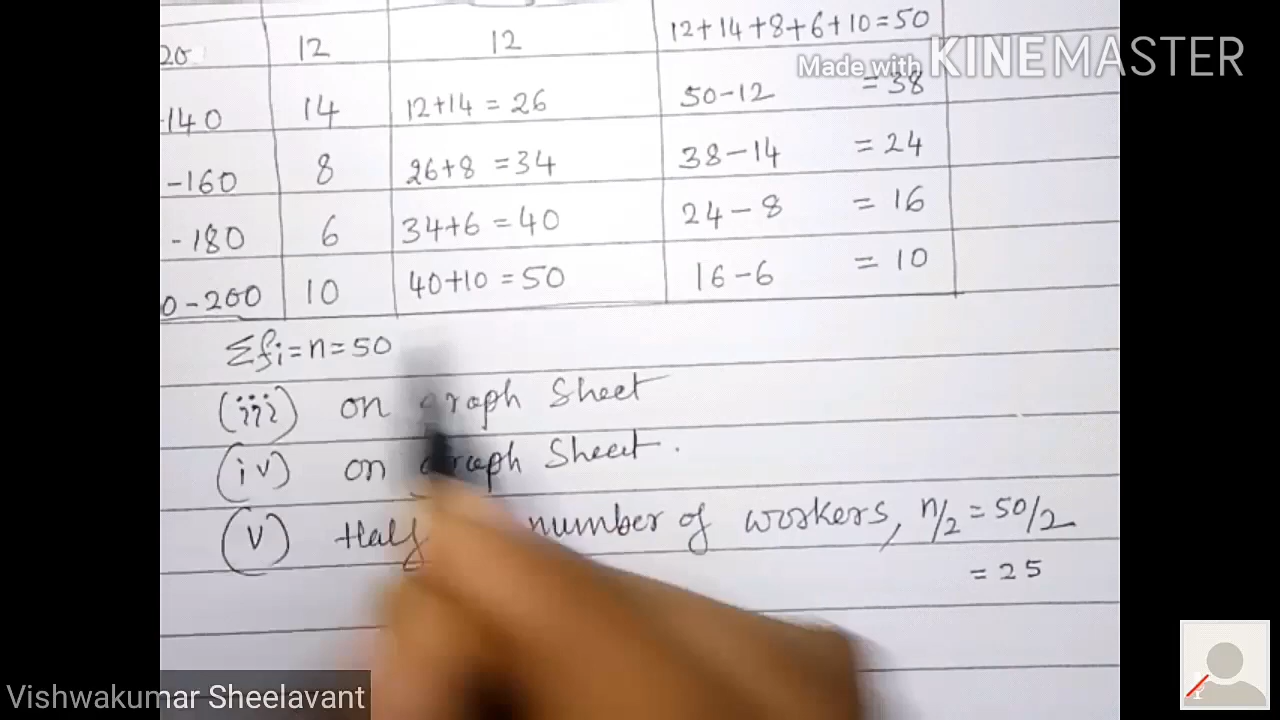 20 12 12 12+14+8+6+10=50
Made with KINEMASTER
-140 14 12+14 = 26 50-12 =38
-160 8 26+8 =34 38-14 =24
-180 6 34+6 =40 24-8 =16
0-200 10 40+10 =50 16-6 =10
Σfi=n=50
(iii) on graph Sheet
(iv) on graph Sheet.
(v) Half number of workers, n/2 = 50/2
= 25
Vishwakumar Sheelavant